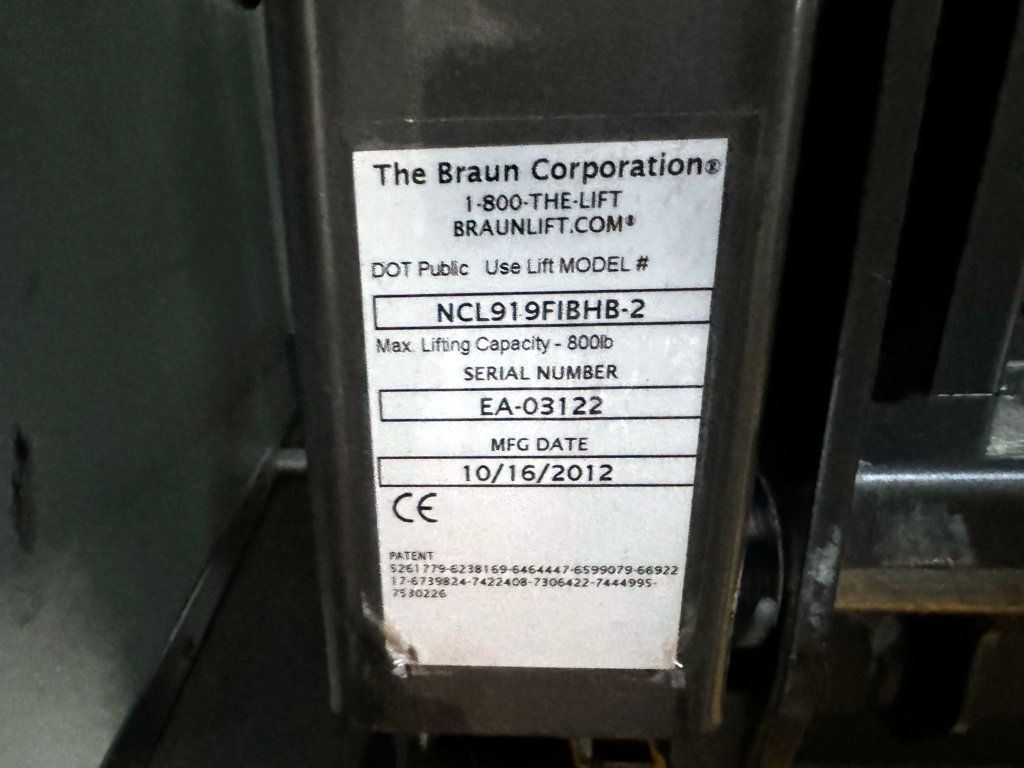 The Braun Corporation®
1-800-THE-LIFT
BRAUNLIFT.COM®
DOT Public Use Lift MODEL #
NCL919FIBHB-2
Max. Lifting Capacity - 800lb
SERIAL NUMBER
EA-03122
MFG DATE
10/16/2012
CE
PATENT
5261779-6238169-6464447-6599079-66922
17-6739824-7422408-7306422-7444995-
7530226